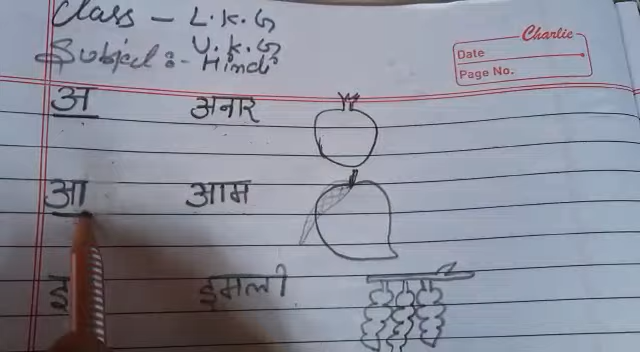 Class - L.K.G
U.K.G
Subject :- Hindi
Charlie
Date
Page No.
अ अनार
आ आम
इ इमली